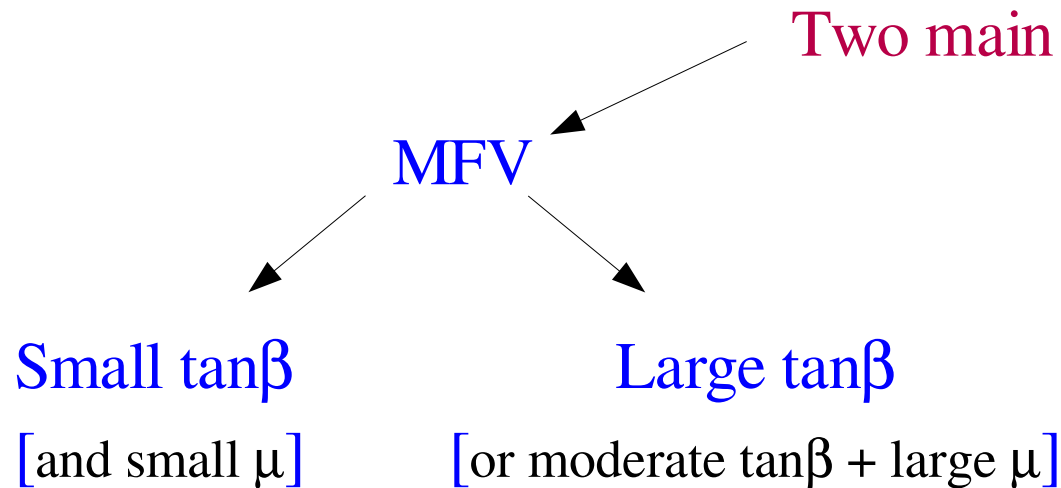 Two main
MFV
Small tanβ Large tanβ
[and small μ] [or moderate tanβ + large μ]